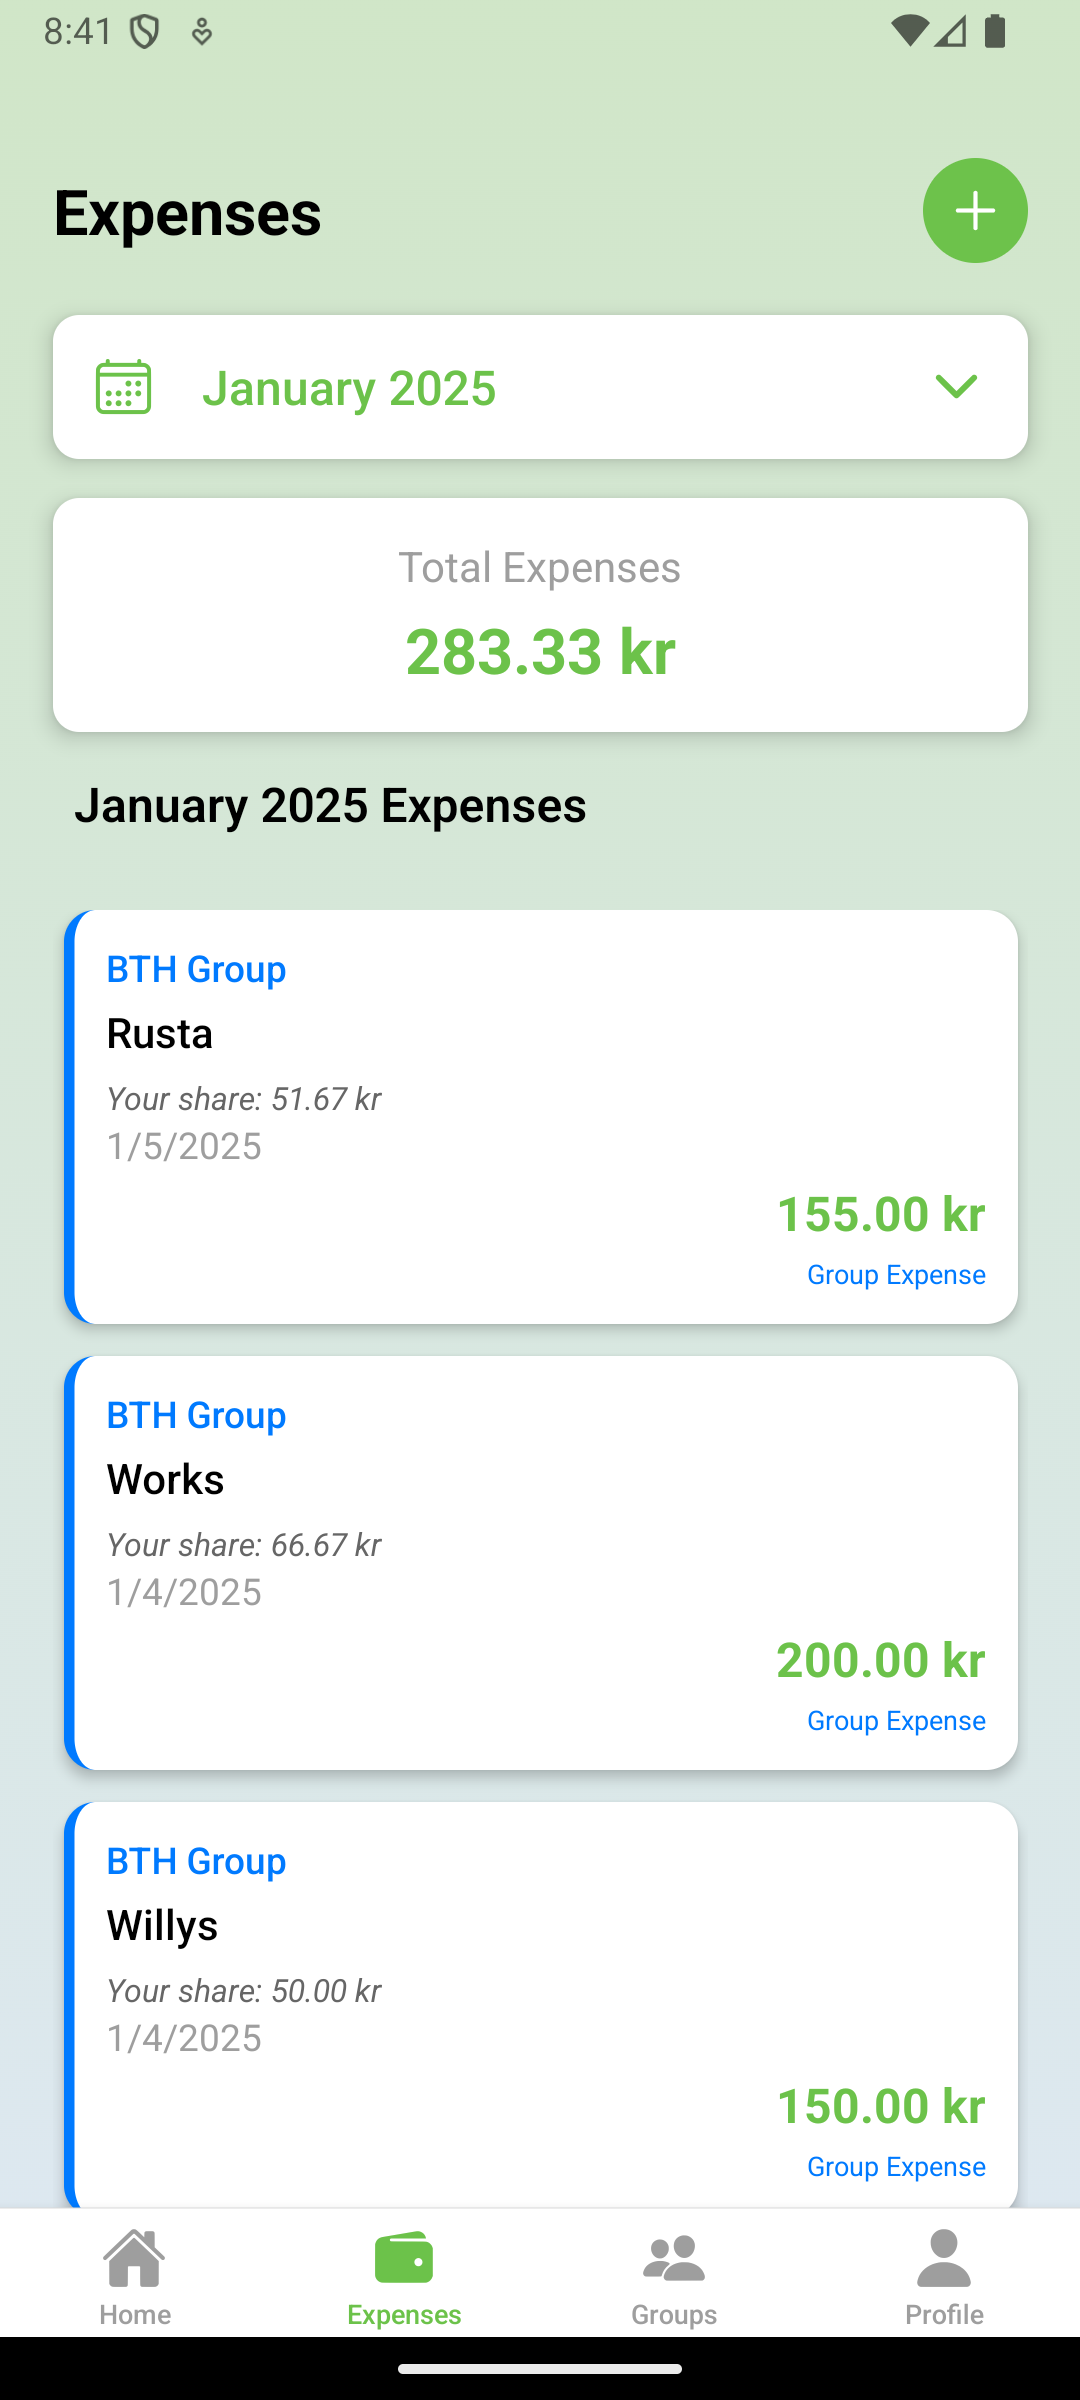 8:41
Expenses
January 2025
Total Expenses
283.33 kr
January 2025 Expenses
BTH Group
Rusta
Your share: 51.67 kr
1/5/2025
155.00 kr
Group Expense
BTH Group
Works
Your share: 66.67 kr
1/4/2025
200.00 kr
Group Expense
BTH Group
Willys
Your share: 50.00 kr
1/4/2025
150.00 kr
Group Expense
Home
Expenses
Groups
Profile